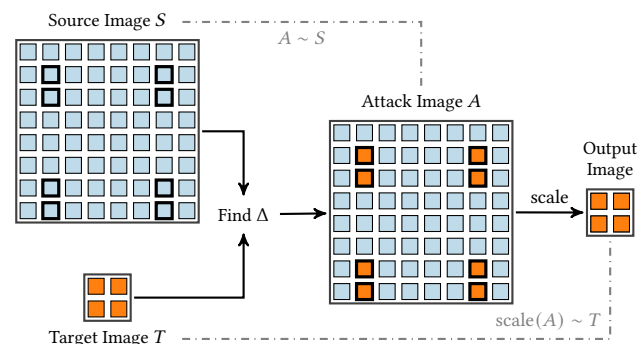 Source Image S
A ~ S
Attack Image A
Output
Image
scale
Find Δ
scale(A) ~ T
Target Image T